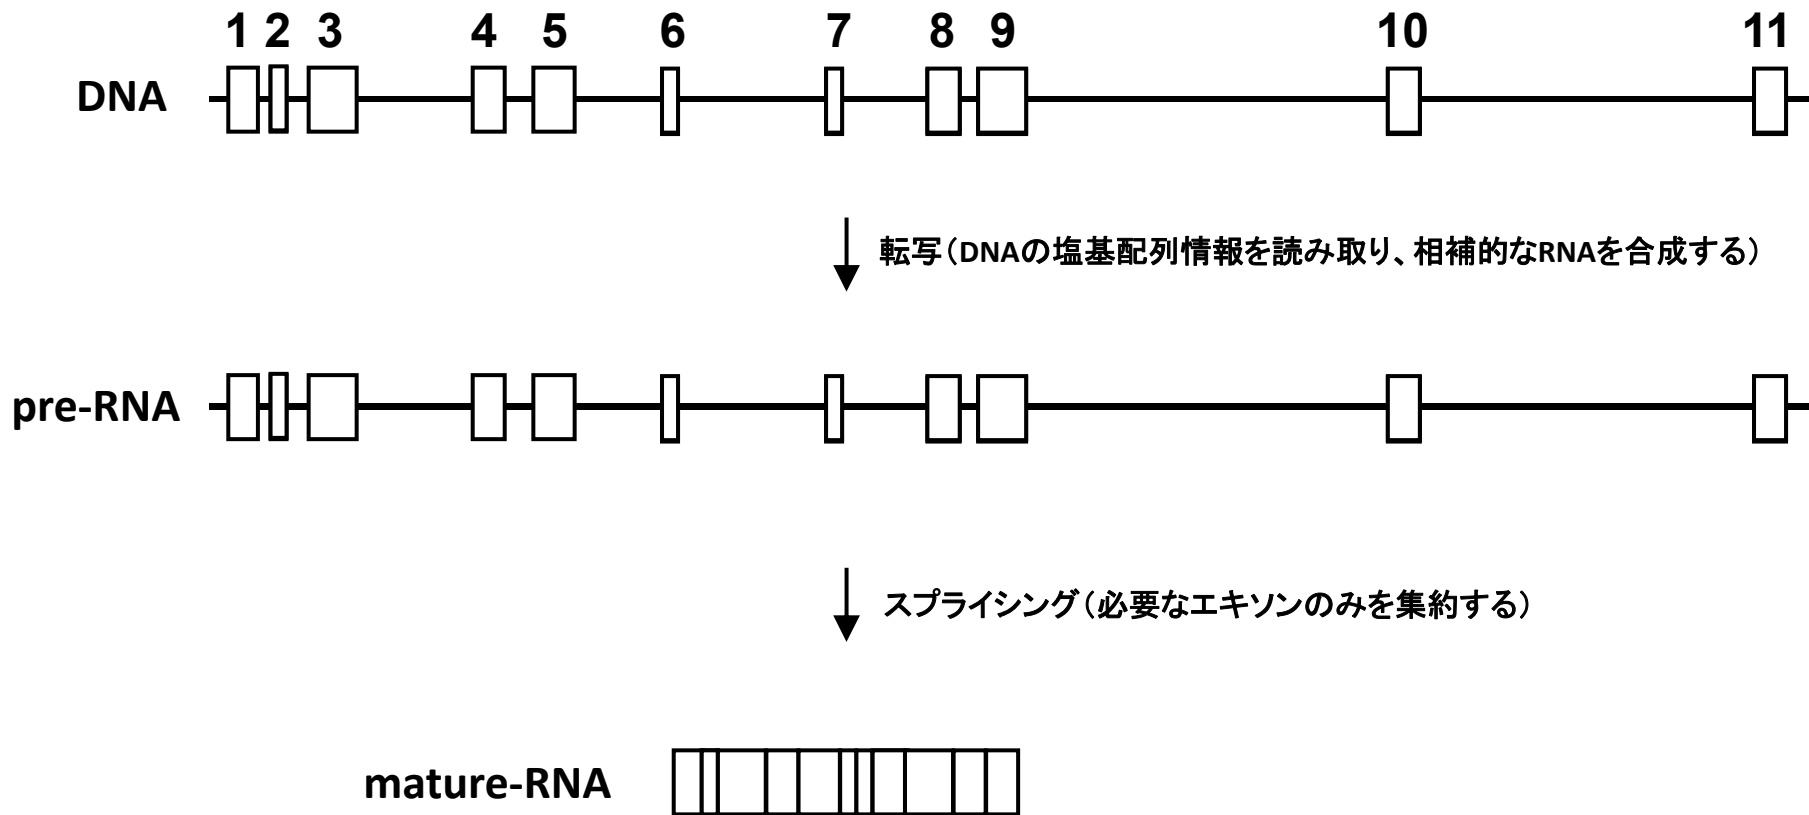 1 2 3 4 5 6 7 8 9 10 11
DNA
転写(DNAの塩基配列情報を読み取り、相補的なRNAを合成する)
pre-RNA
スプライシング(必要なエキソンのみを集約する)
mature-RNA